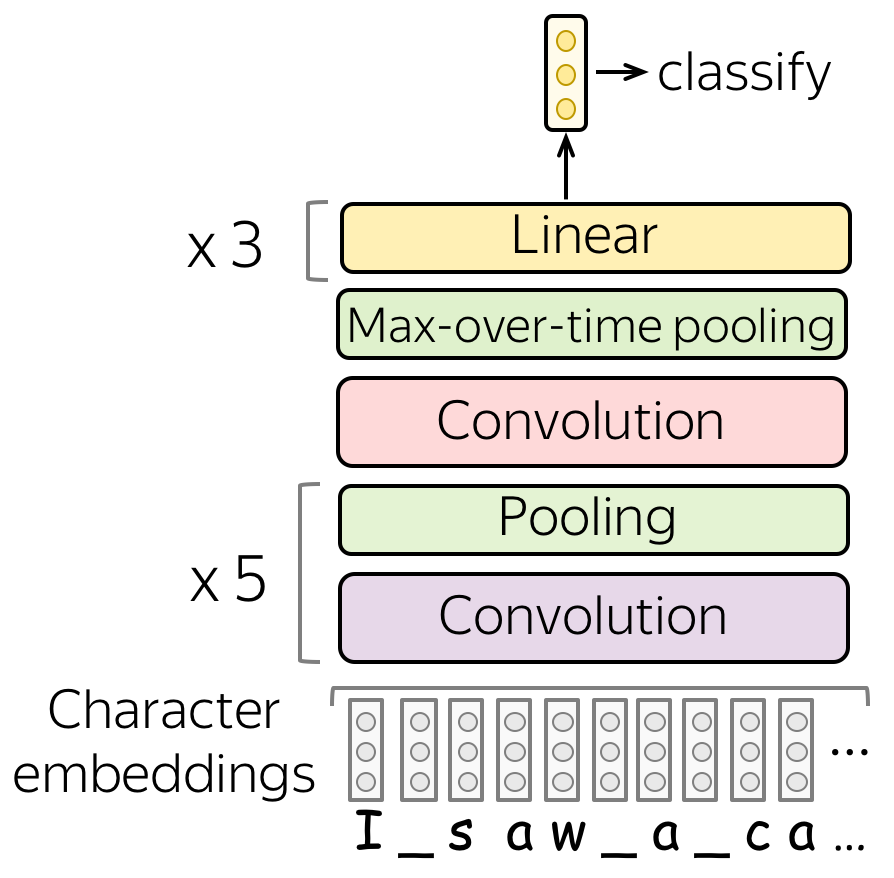 classify
x 3
Linear
Max-over-time pooling
Convolution
Pooling
x 5
Convolution
Character
embeddings
...
I _ s a w _ a _ c a ...